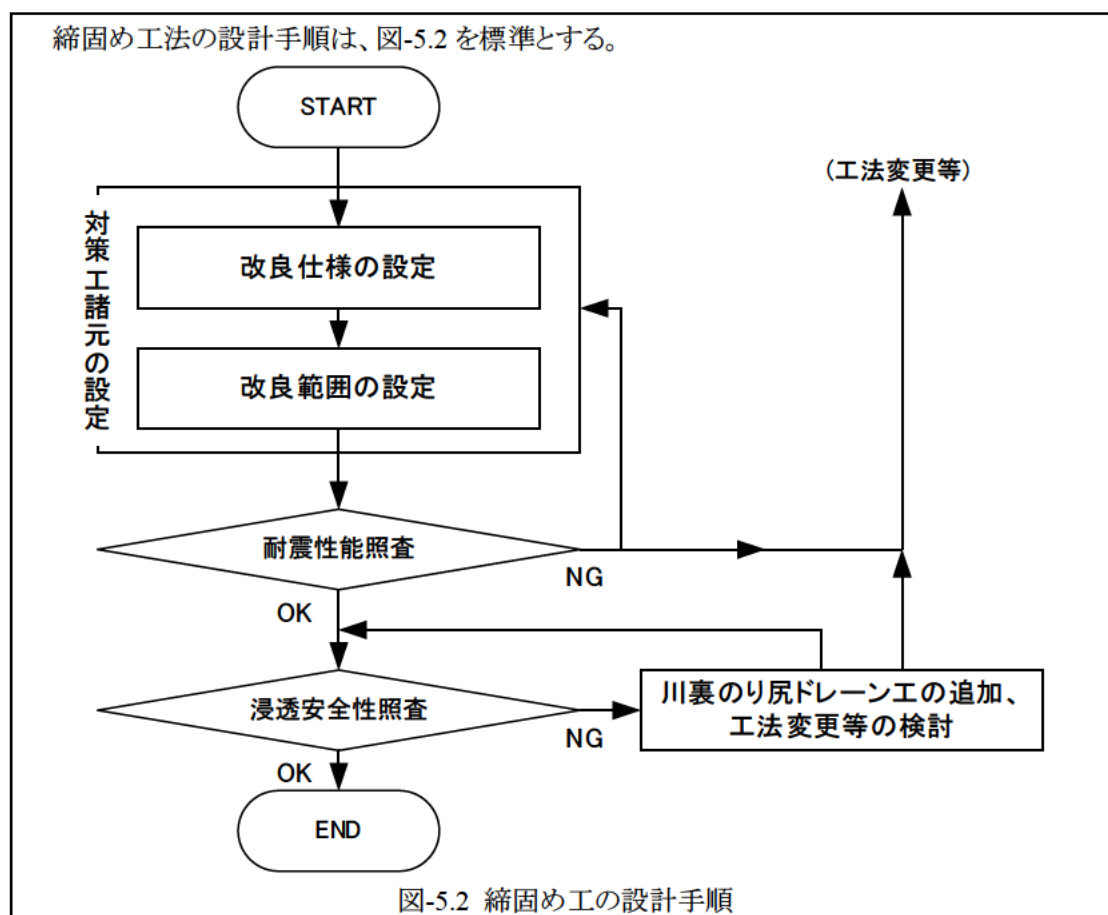 締固め工法の設計手順は、図-5.2 を標準とする。
START
(工法変更等)
対策工諸元の設定
改良仕様の設定
改良範囲の設定
耐震性能照査
NG
OK
浸透安全性照査
NG
川裏のり尻ドレーン工の追加、
工法変更等の検討
OK
END
図-5.2 締固め工の設計手順